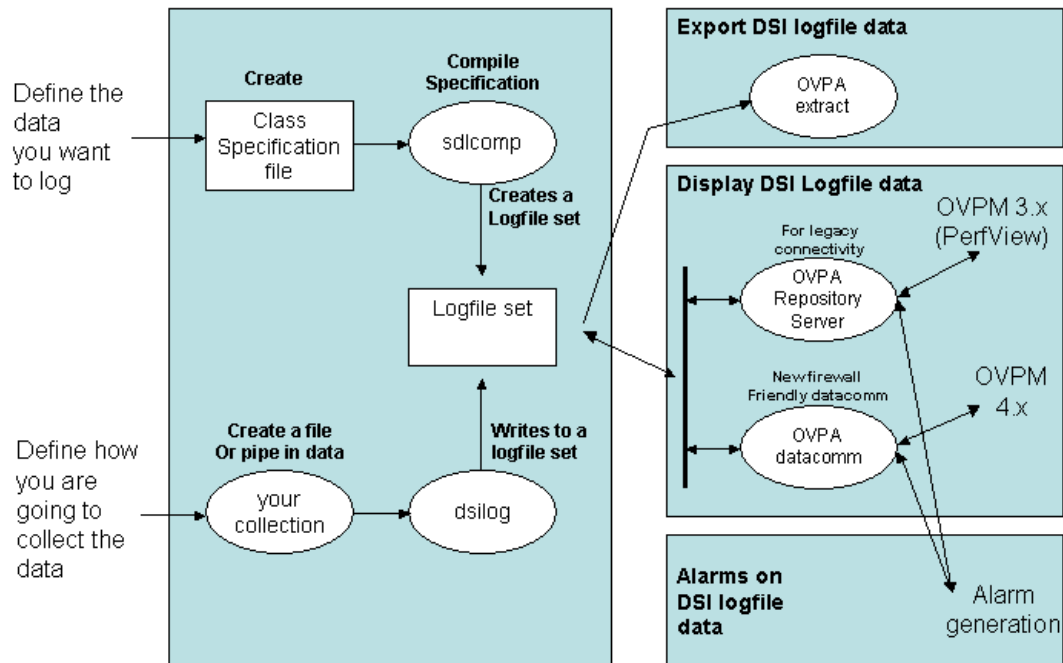 Define the
data
you want
to log
Create
Class
Specification
file
Compile
Specification
sdlcomp
Creates a
Logfile set
Logfile set
Define how
you are
going to
collect the
data
Create a file
Or pipe in data
your
collection
Writes to a
logfile set
dsilog
Export DSI logfile data
OVPA
extract
Display DSI Logfile data
For legacy
connectivity
OVPA
Repository
Server
OVPM 3.x
(PerfView)
New firewall
Friendly datacomm
OVPA
datacomm
OVPM
4.x
Alarms on
DSI logfile
data
Alarm
generation